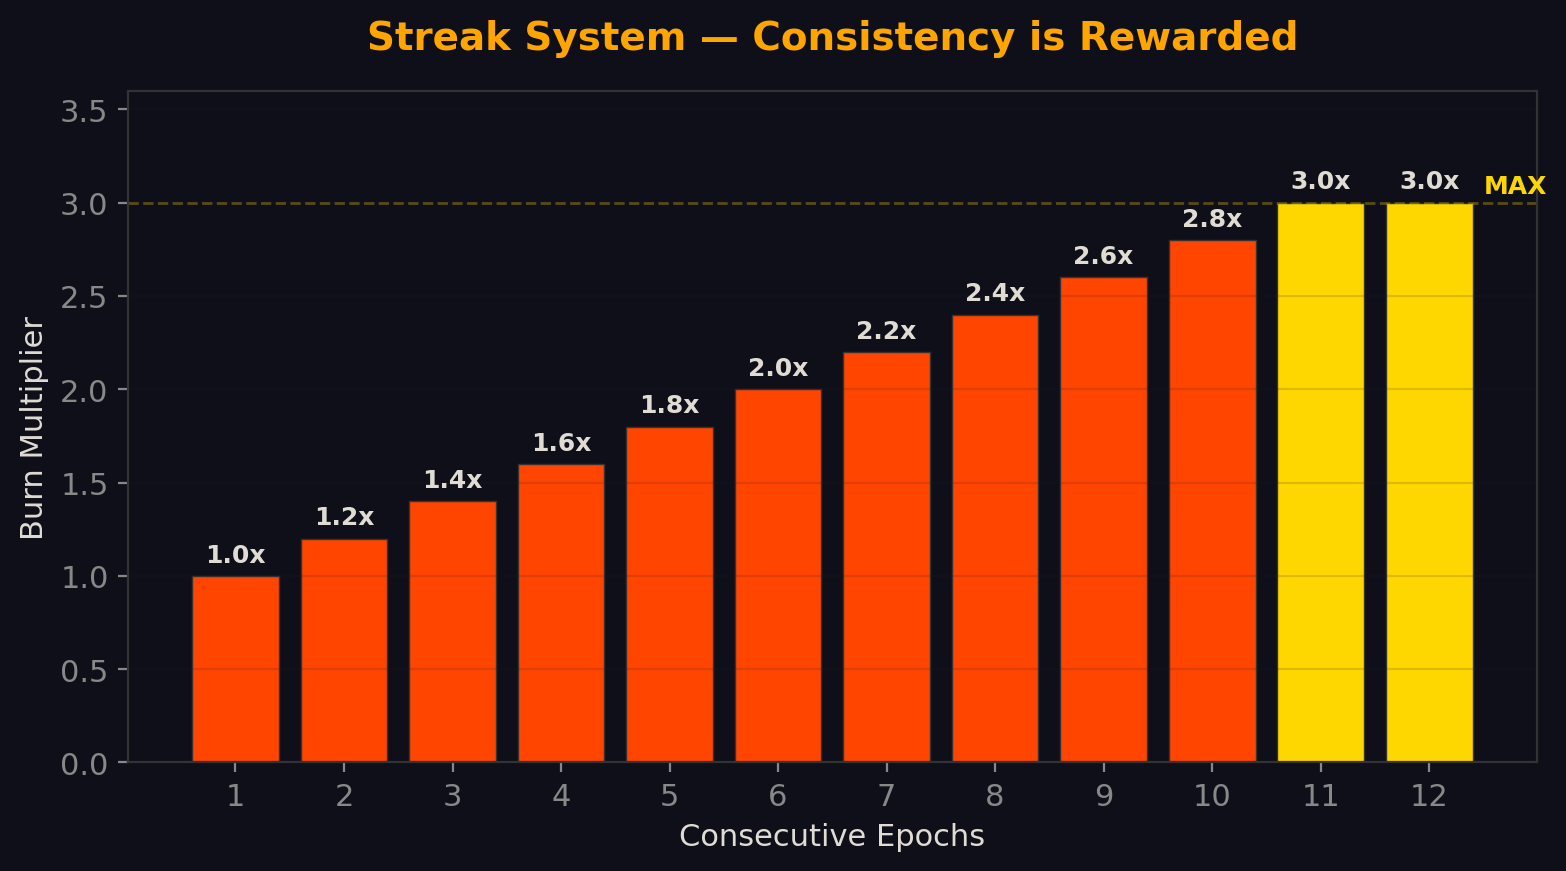 Streak System — Consistency is Rewarded
Burn Multiplier
3.5
3.0
2.5
2.0
1.5
1.0
0.5
0.0
1.0x
1.2x
1.4x
1.6x
1.8x
2.0x
2.2x
2.4x
2.6x
2.8x
3.0x
3.0x
MAX
1 2 3 4 5 6 7 8 9 10 11 12
Consecutive Epochs